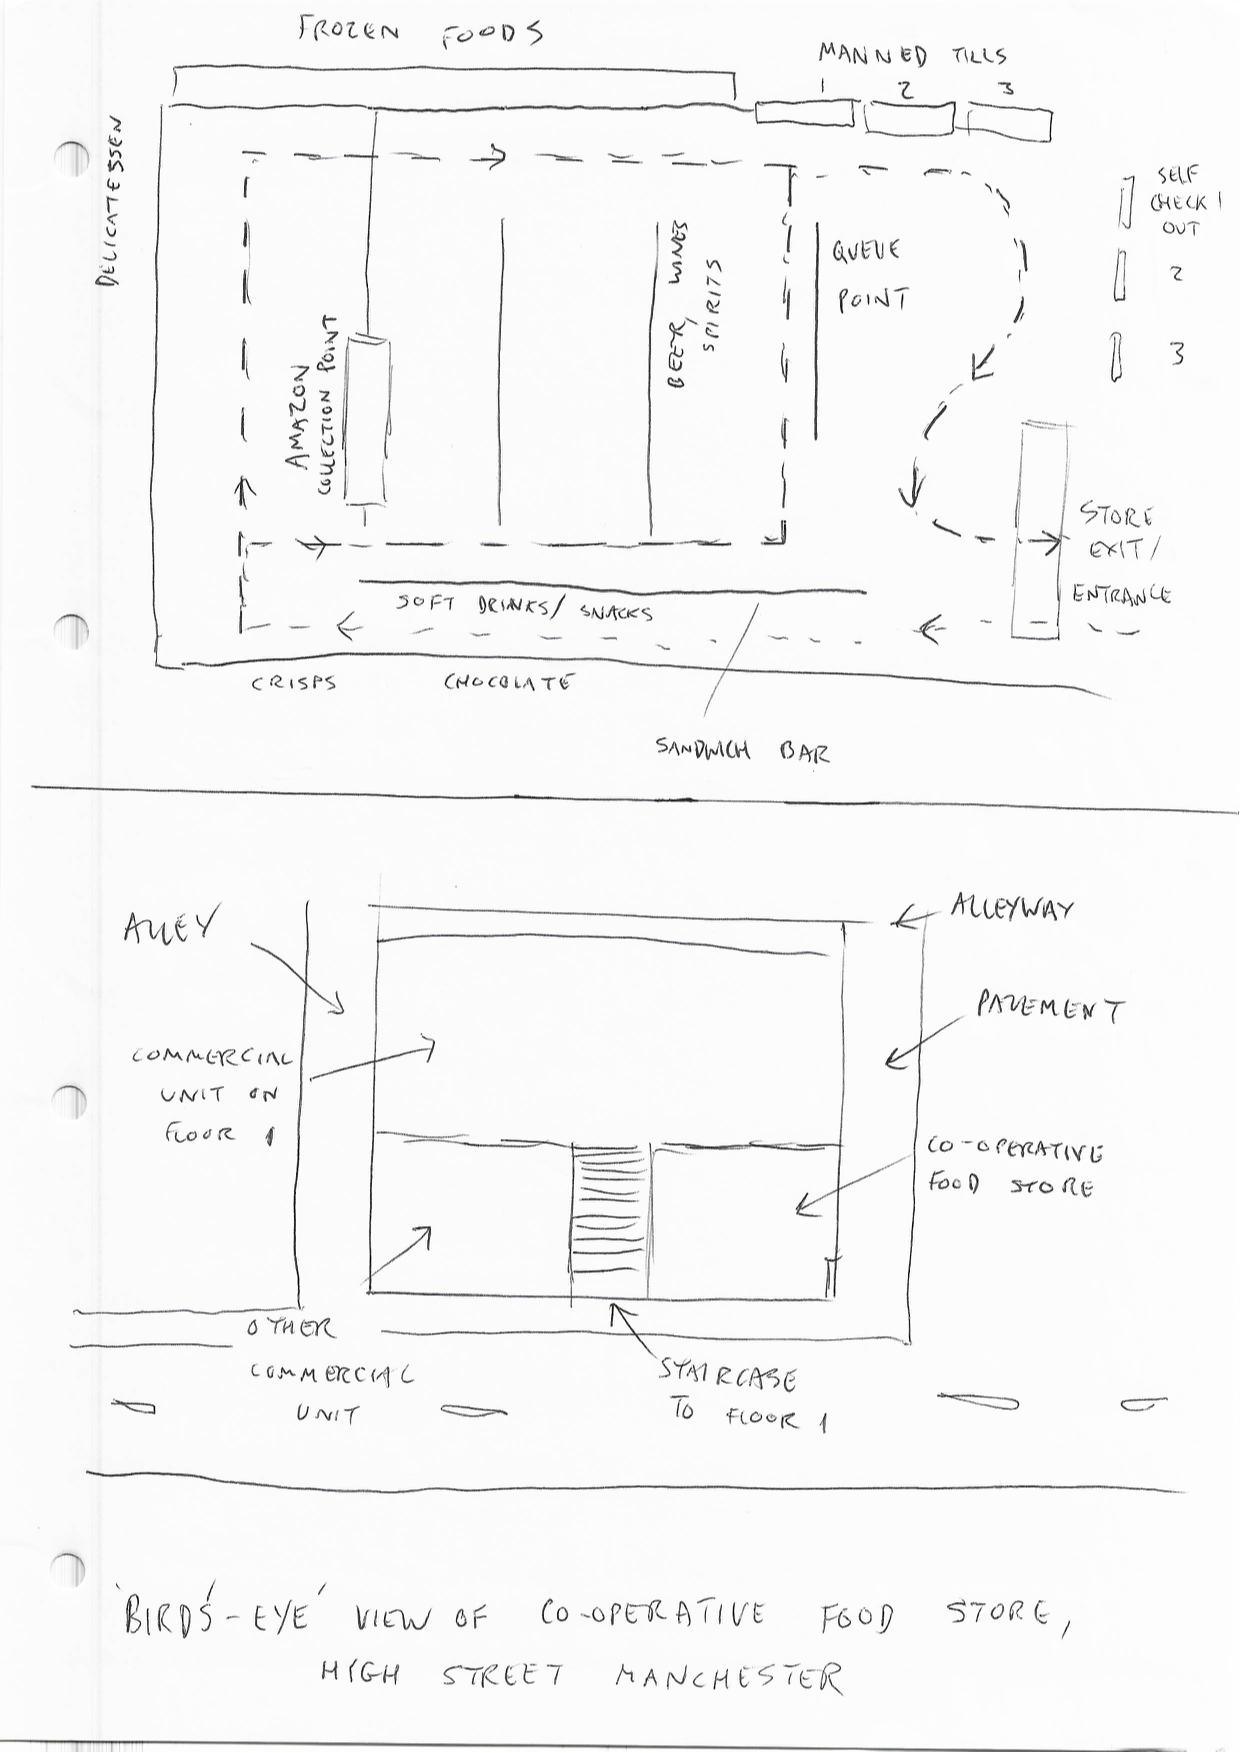 FROZEN FOODS
MANNED TILLS
1 2 3
DELICATESSEN
SELF
CHECK 1
OUT
2
3
QUEUE
POINT
BEER, WINES
SPIRITS
AMAZON
COLLECTION POINT
STORE
EXIT/
ENTRANCE
SOFT DRINKS/ SNACKS
CRISPS CHOCOLATE
SANDWICH BAR
ALLEY
ALLEYWAY
PAVEMENT
COMMERCIAL
UNIT ON
FLOOR 1
CO-OPERATIVE
FOOD STORE
OTHER
COMMERCIAL
UNIT
STAIRCASE
TO FLOOR 1
'BIRD'S-EYE' VIEW OF CO-OPERATIVE FOOD STORE,
HIGH STREET MANCHESTER